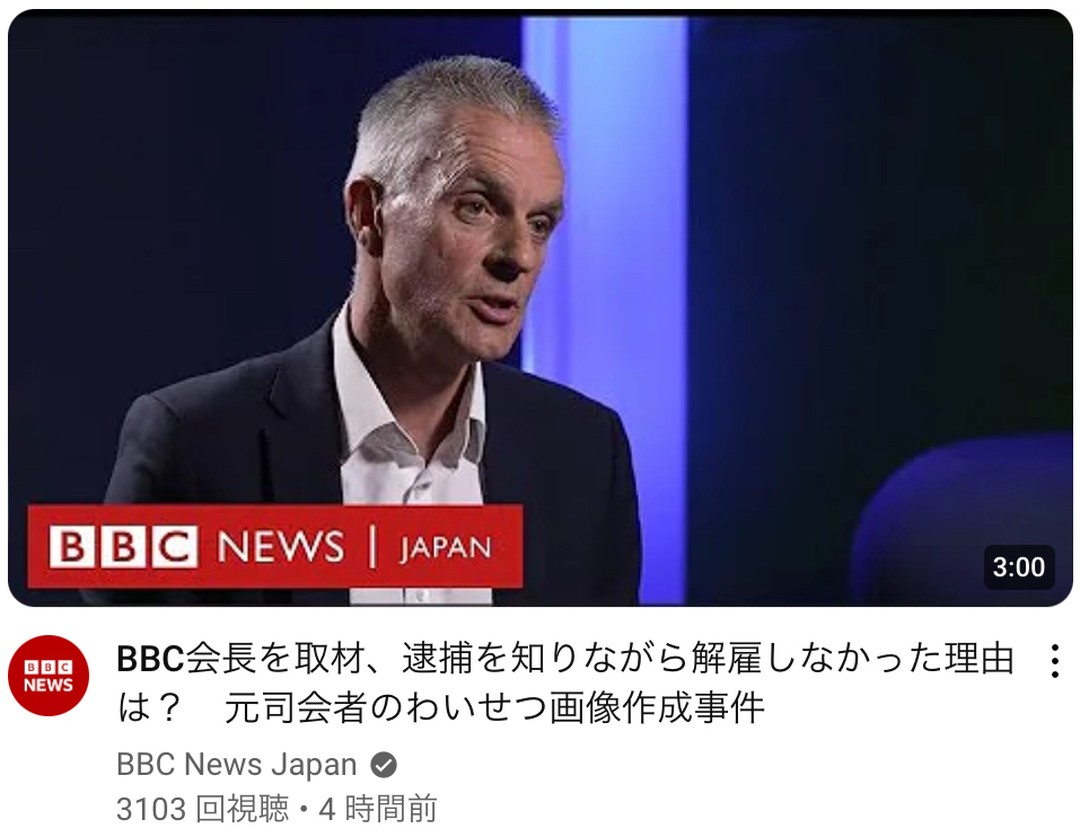 BBC NEWS | JAPAN
3:00
BBC会長を取材、逮捕を知りながら解雇しなかった理由
は？　元司会者のわいせつ画像作成事件
BBC NEWS
BBC News Japan
3103 回視聴・4 時間前